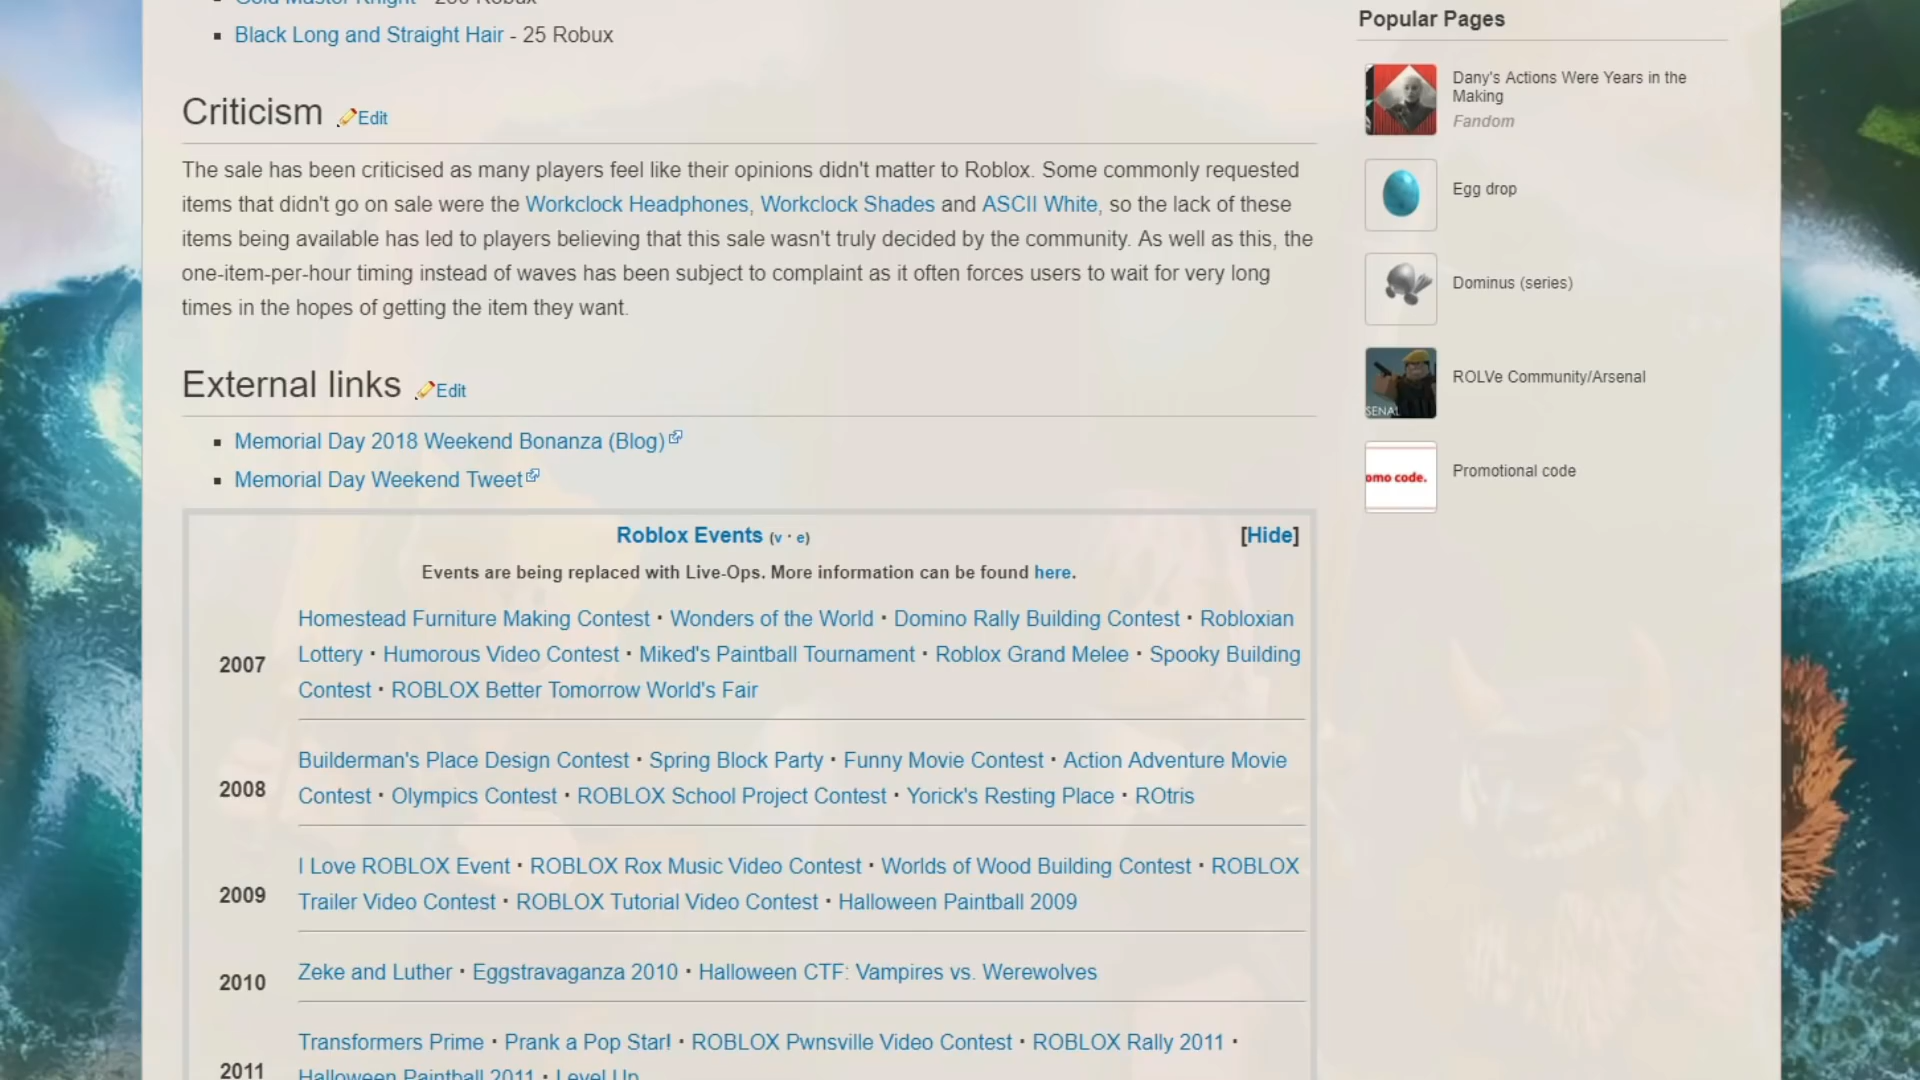 Gold Master Knight - 250 Robux
Black Long and Straight Hair - 25 Robux
Criticism Edit
The sale has been criticised as many players feel like their opinions didn't matter to Roblox. Some commonly requested
items that didn't go on sale were the Workclock Headphones, Workclock Shades and ASCII White, so the lack of these
items being available has led to players believing that this sale wasn't truly decided by the community. As well as this, the
one-item-per-hour timing instead of waves has been subject to complaint as it often forces users to wait for very long
times in the hopes of getting the item they want.
External links Edit
Memorial Day 2018 Weekend Bonanza (Blog)
Memorial Day Weekend Tweet
Roblox Events (v · e) [Hide]
Events are being replaced with Live-Ops. More information can be found here.
2007
Homestead Furniture Making Contest · Wonders of the World · Domino Rally Building Contest · Robloxian
Lottery · Humorous Video Contest · Miked's Paintball Tournament · Roblox Grand Melee · Spooky Building
Contest · ROBLOX Better Tomorrow World's Fair
2008
Builderman's Place Design Contest · Spring Block Party · Funny Movie Contest · Action Adventure Movie
Contest · Olympics Contest · ROBLOX School Project Contest · Yorick's Resting Place · ROtris
2009
I Love ROBLOX Event · ROBLOX Rox Music Video Contest · Worlds of Wood Building Contest · ROBLOX
Trailer Video Contest · ROBLOX Tutorial Video Contest · Halloween Paintball 2009
2010
Zeke and Luther · Eggstravaganza 2010 · Halloween CTF: Vampires vs. Werewolves
2011
Transformers Prime · Prank a Pop Star! · ROBLOX Pwnsville Video Contest · ROBLOX Rally 2011 ·
Halloween Paintball 2011 · Level Up
Popular Pages
Dany's Actions Were Years in the
Making
Fandom
Egg drop
Dominus (series)
SENAL
ROLVe Community/Arsenal
omo code.
Promotional code